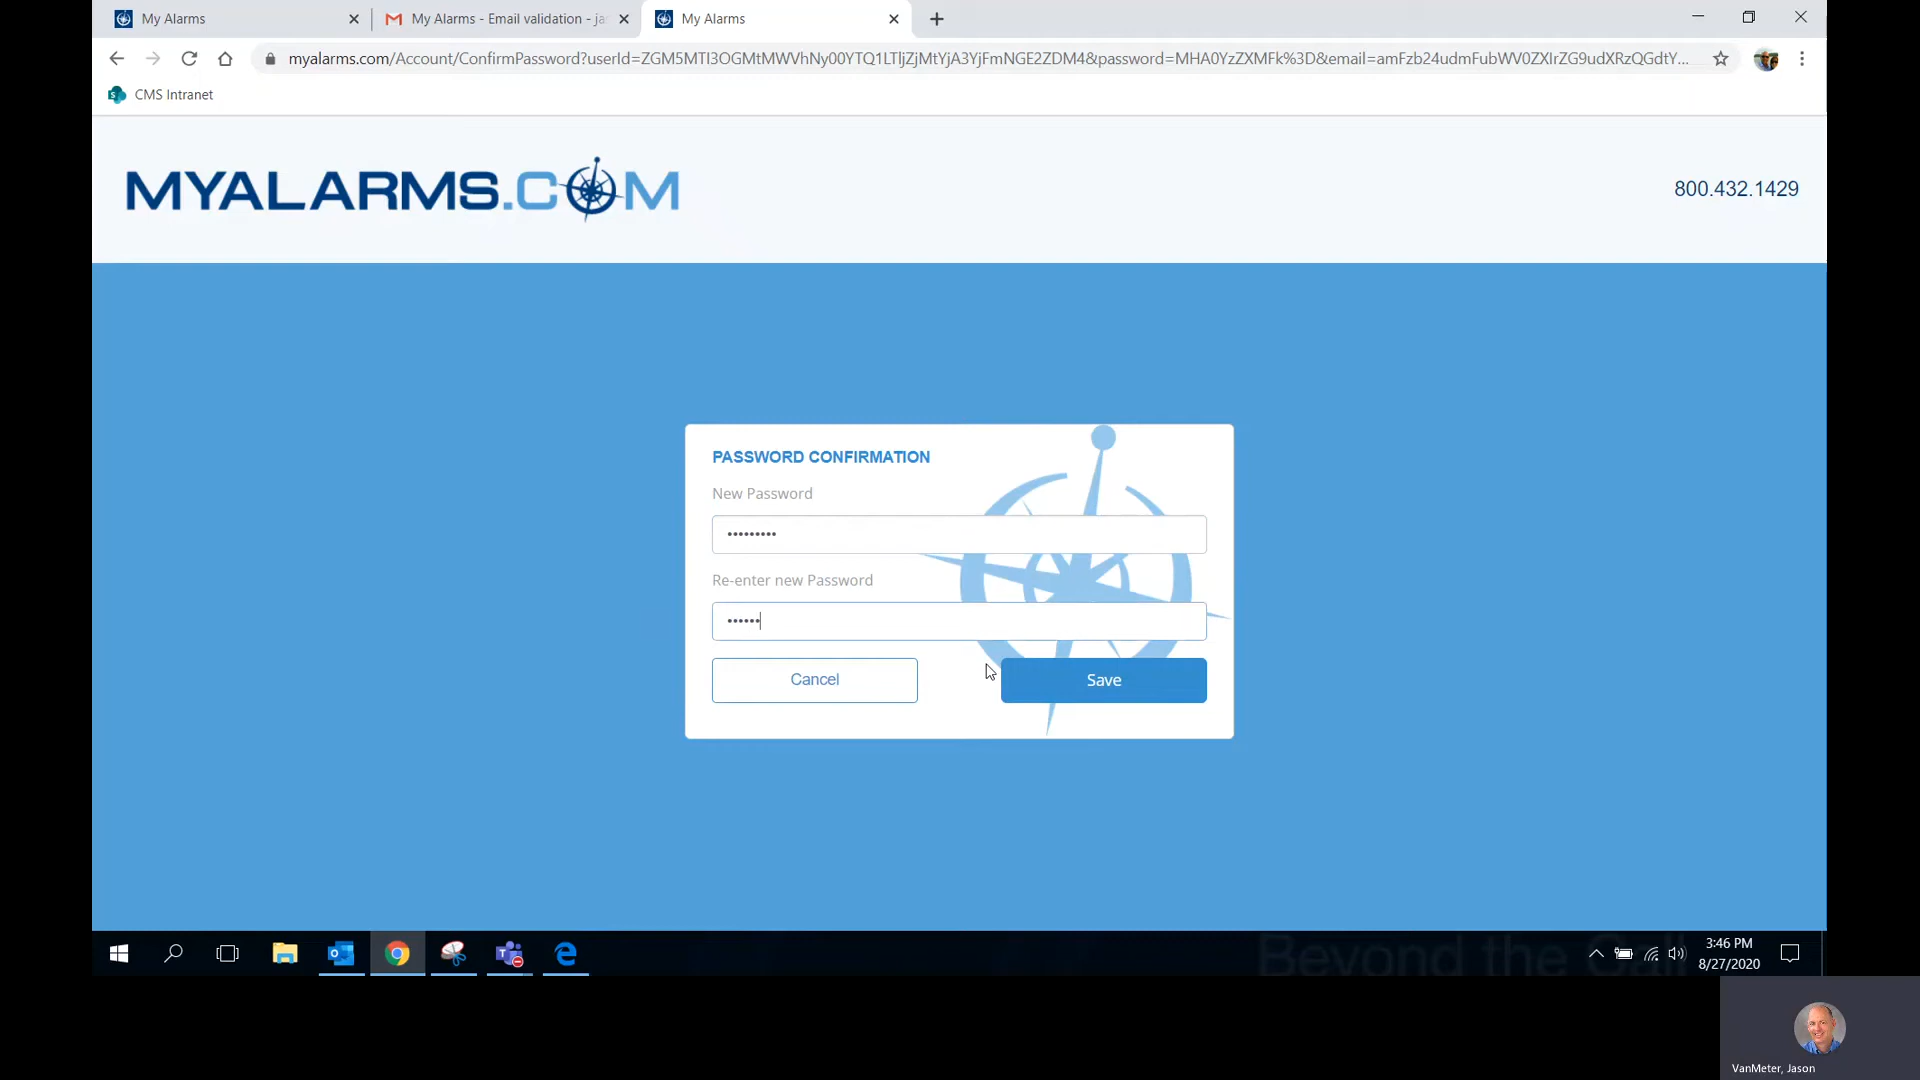 My Alarms
My Alarms - Email validation - ja
My Alarms
myalarms.com/Account/ConfirmPassword?userId=ZGM5MTI3OGMtMWVhNy00YTQ1LTljZjMtYjA3YjFmNGE2ZDM4&password=MHA0YzZXMFk%3D&email=amFzb24udmFubWV0ZXIrZG9udXRzQGdtY...
CMS Intranet
MYALARMS.COM
800.432.1429
PASSWORD CONFIRMATION
New Password
•••••••••
Re-enter new Password
••••••
Cancel
Save
Beyond the Call
3:46 PM
8/27/2020
VanMeter, Jason